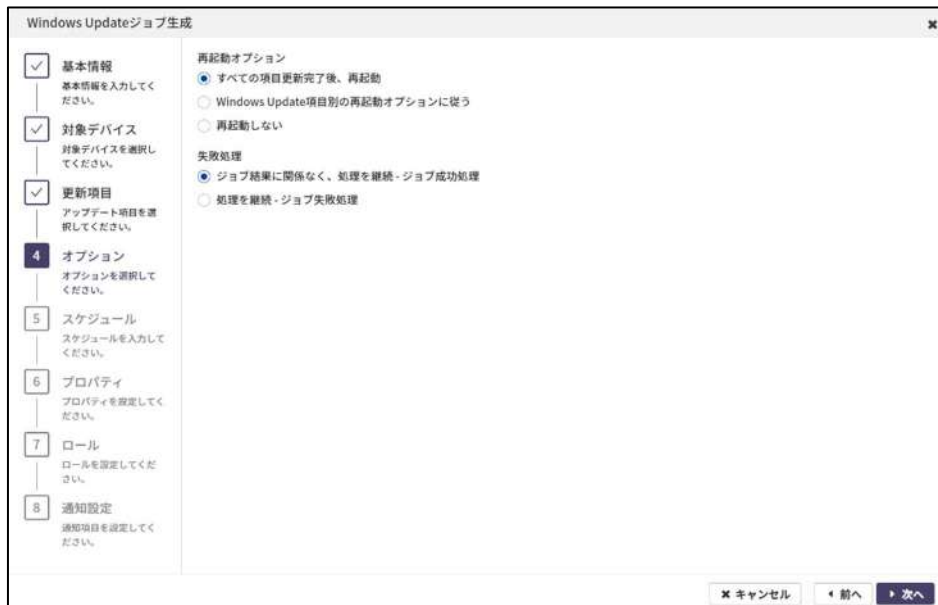 Windows Updateジョブ生成
基本情報
基本情報を入力してく
ださい。
対象デバイス
対象デバイスを選択し
てください。
更新項目
アップデート項目を選
択してください。
4
オプション
オプションを選択して
ください。
5
スケジュール
スケジュールを入力して
ください。
6
プロパティ
プロパティを設定してく
ださい。
7
ロール
ロールを設定してくだ
さい。
8
通知設定
通知項目を設定してく
ださい。
再起動オプション
すべての項目更新完了後、再起動
Windows Update項目別の再起動オプションに従う
再起動しない
失敗処理
ジョブ結果に関係なく、処理を継続 - ジョブ成功処理
処理を継続 - ジョブ失敗処理
キャンセル
前へ
次へ